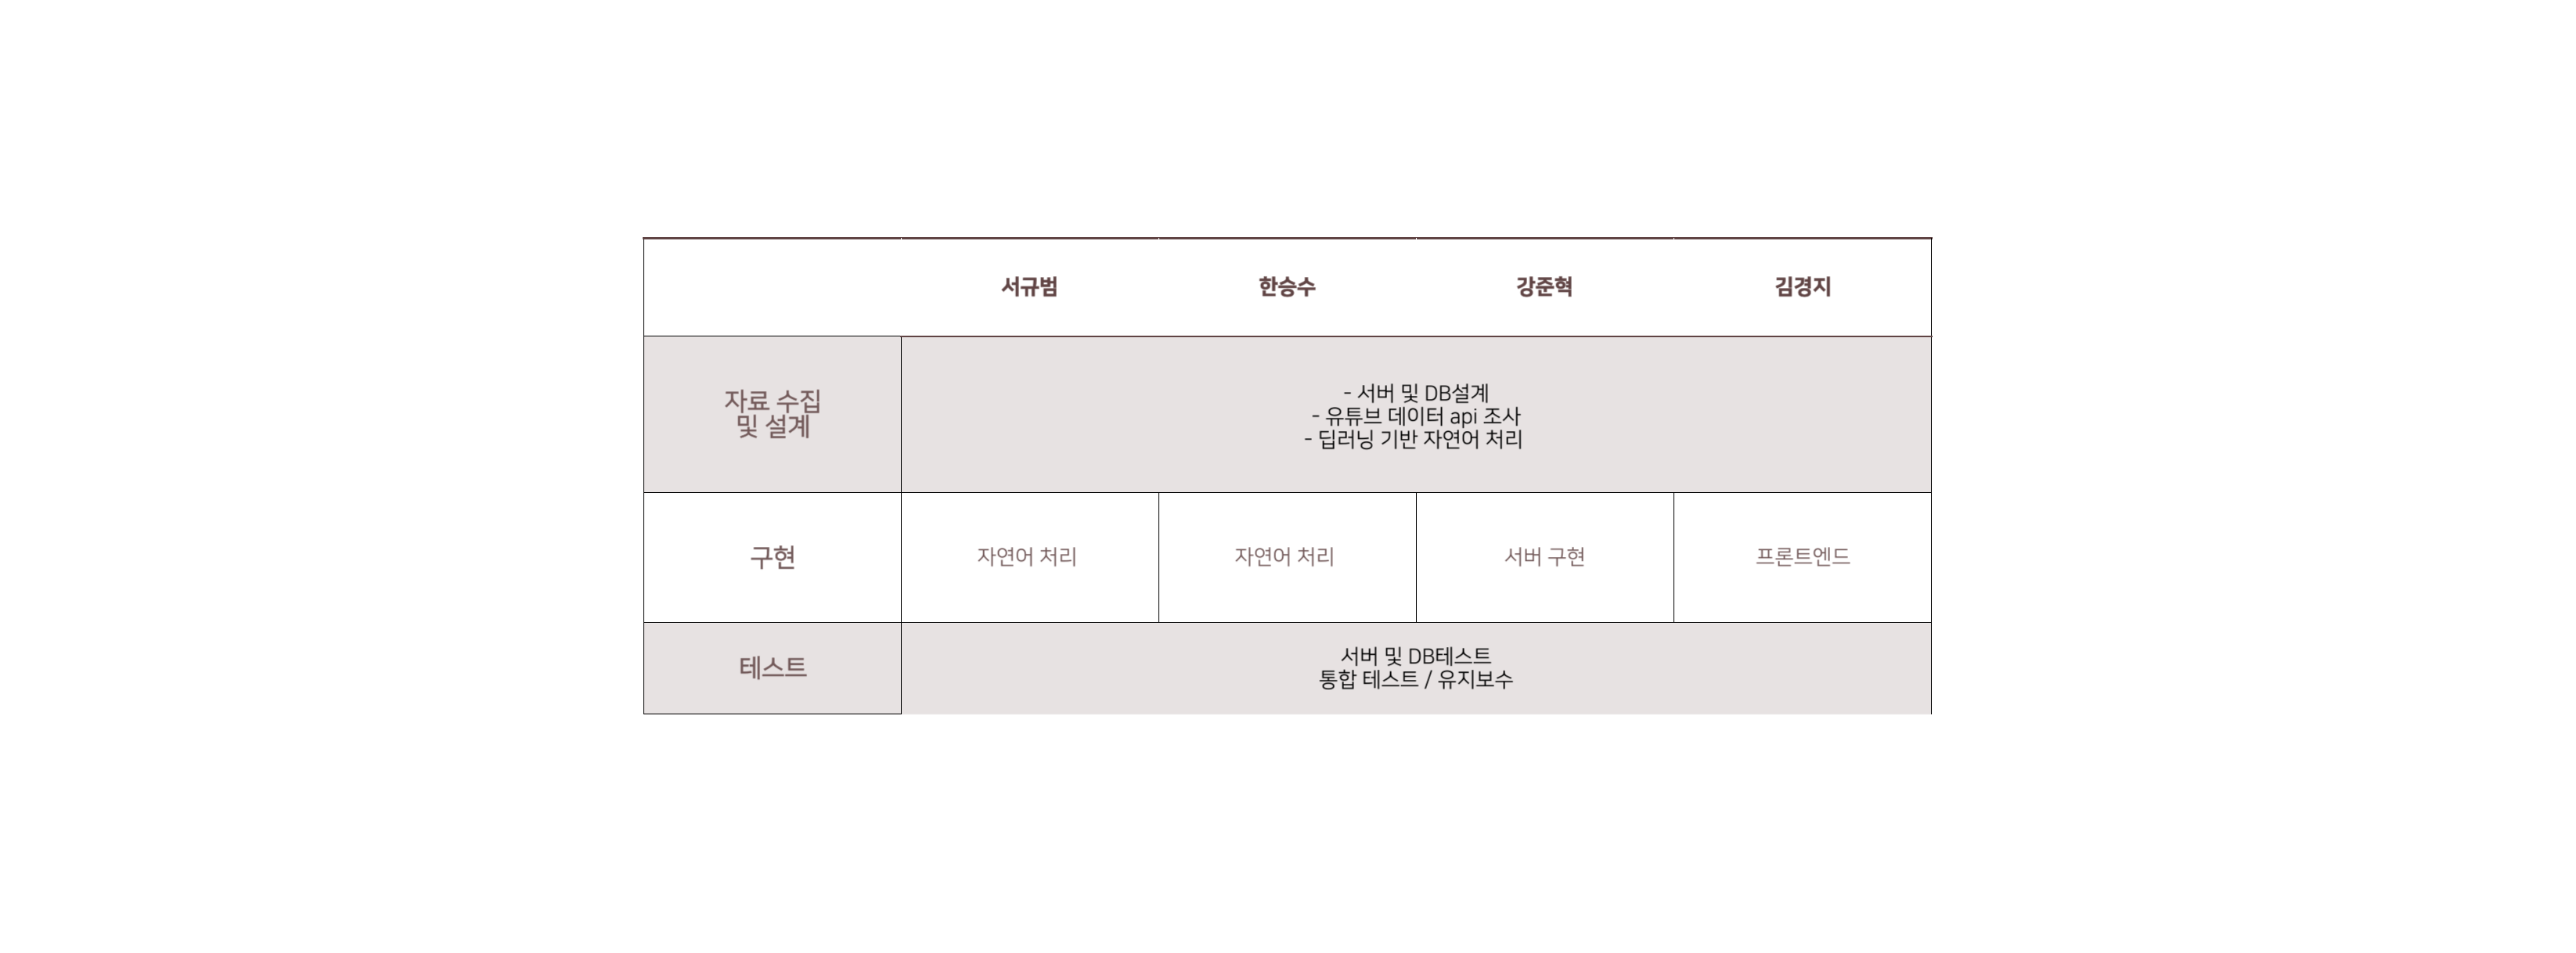 서규범 한승수 강준혁 김경지
자료 수집
및 설계
- 서버 및 DB설계
- 유튜브 데이터 api 조사
- 딥러닝 기반 자연어 처리
구현 자연어 처리 자연어 처리 서버 구현 프론트엔드
테스트
서버 및 DB테스트
통합 테스트 / 유지보수